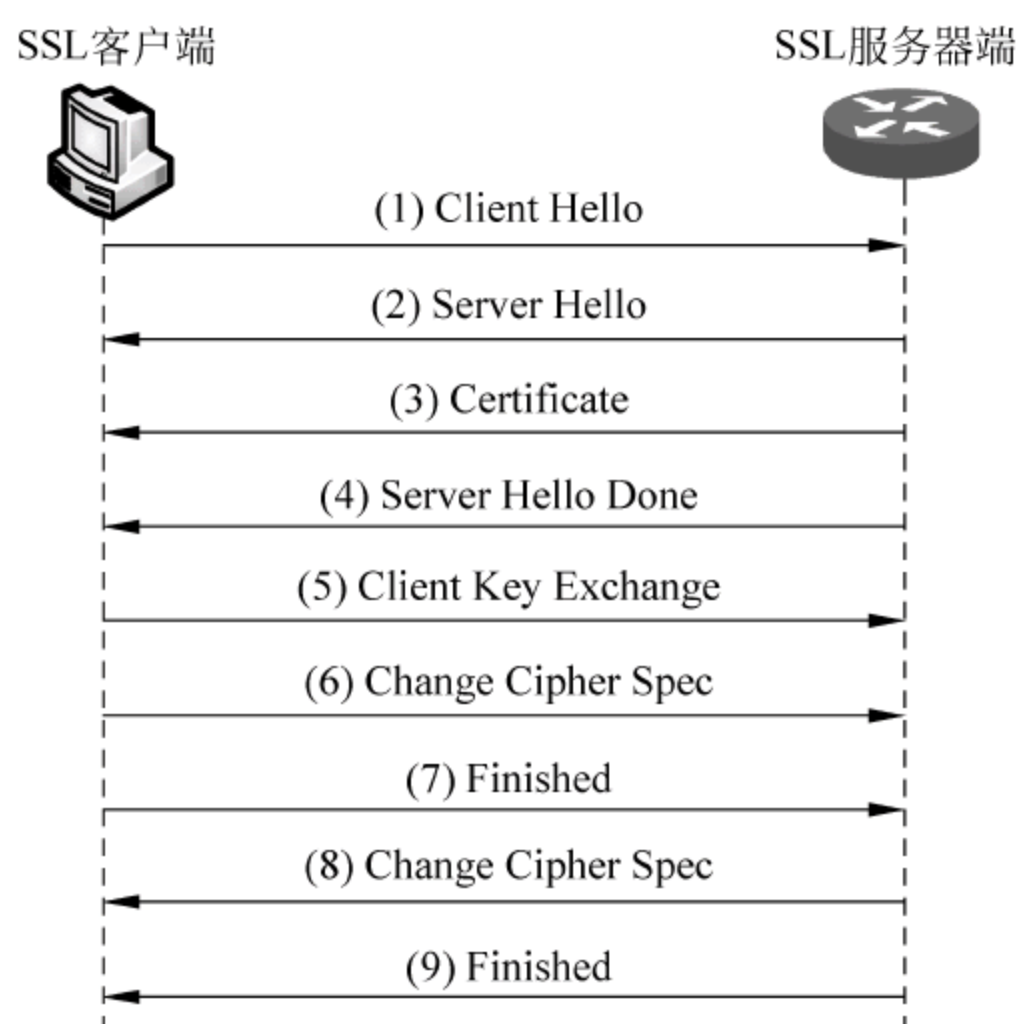 SSL客户端
SSL服务器端
(1) Client Hello
(2) Server Hello
(3) Certificate
(4) Server Hello Done
(5) Client Key Exchange
(6) Change Cipher Spec
(7) Finished
(8) Change Cipher Spec
(9) Finished